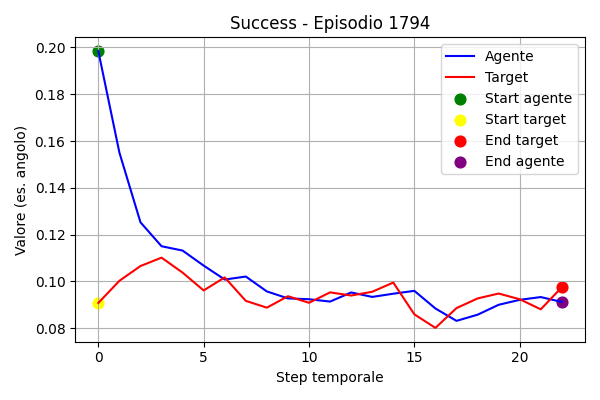 Success - Episodio 1794
Valore (es. angolo)
0.20
0.18
0.16
0.14
0.12
0.10
0.08
Agente
Target
Start agente
Start target
End target
End agente
0 5 10 15 20
Step temporale